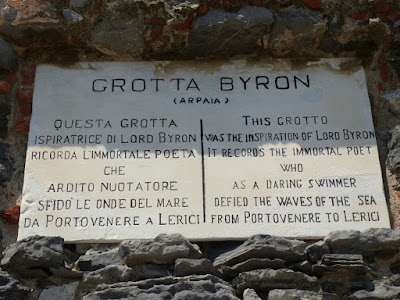 GROTTA BYRON
(ARPAIA)
QUESTA GROTTA
ISPIRATRICE DI LORD BYRON
RICORDA L'IMMORTALE POETA
CHE
ARDITO NUOTATORE
SFIDÒ LE ONDE DEL MARE
DA PORTOVENERE A LERICI
THIS GROTTO
WAS THE INSPIRATION OF LORD BYRON
IT RECORDS THE IMMORTAL POET
WHO
AS A DARING SWIMMER
DEFIED THE WAVES OF THE SEA
FROM PORTOVENERE TO LERICI